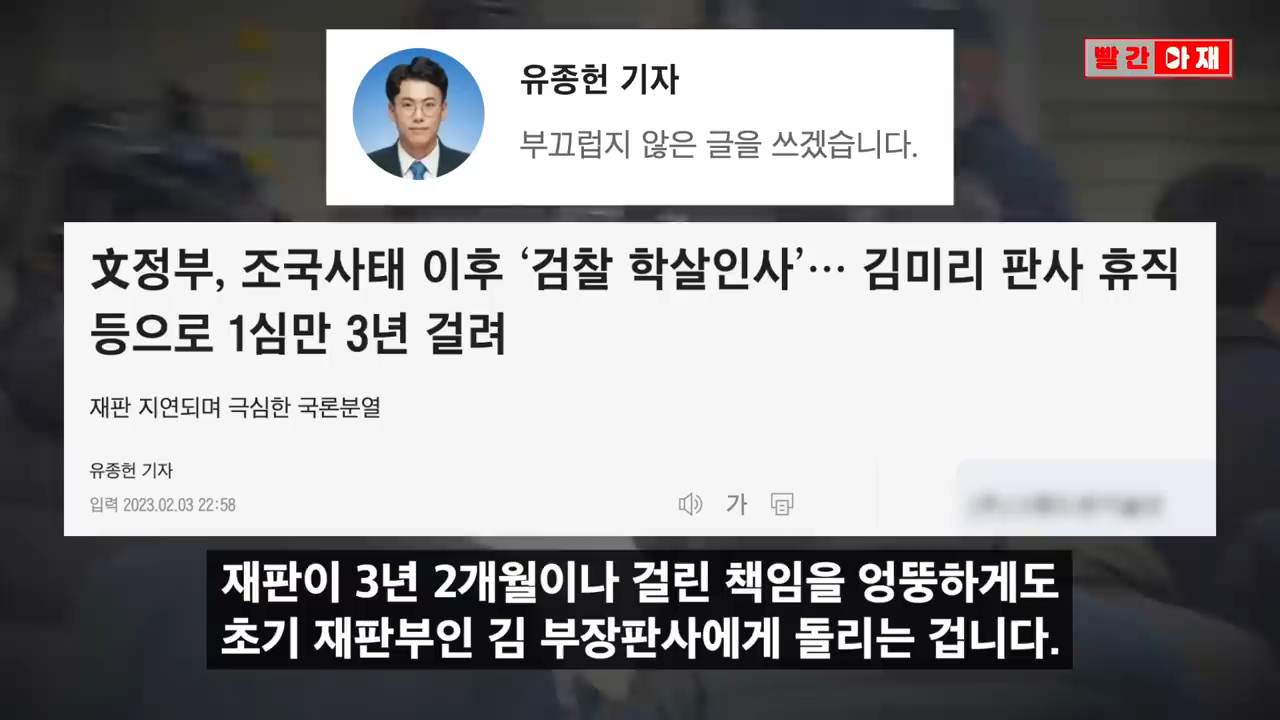 빨간아재
유종헌 기자
부끄럽지 않은 글을 쓰겠습니다.
文정부, 조국사태 이후 ‘검찰 학살인사’… 김미리 판사 휴직
등으로 1심만 3년 걸려
재판 지연되며 극심한 국론분열
유종헌 기자
입력 2023.02.03 22:58
가
재판이 3년 2개월이나 걸린 책임을 엉뚱하게도
초기 재판부인 김 부장판사에게 돌리는 겁니다.